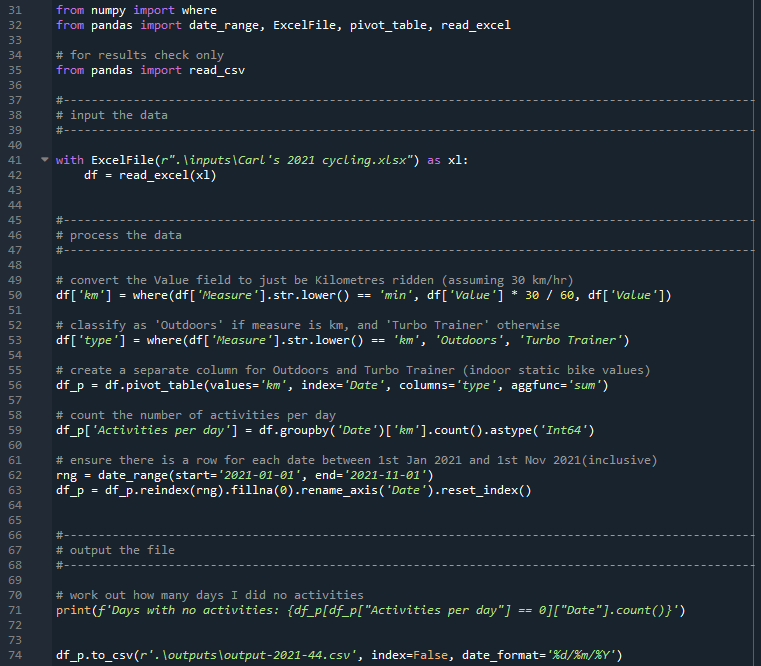 31 from numpy import where
32 from pandas import date_range, ExcelFile, pivot_table, read_excel
33
34 # for results check only
35 from pandas import read_csv
36
37 #---------------------------------------------------------------------------------------------------
38 # input the data
39 #---------------------------------------------------------------------------------------------------
40
41 with ExcelFile(r".\inputs\Carl's 2021 cycling.xlsx") as xl:
42     df = read_excel(xl)
43
44
45 #---------------------------------------------------------------------------------------------------
46 # process the data
47 #---------------------------------------------------------------------------------------------------
48
49 # convert the Value field to just be Kilometres ridden (assuming 30 km/hr)
50 df['km'] = where(df['Measure'].str.lower() == 'min', df['Value'] * 30 / 60, df['Value'])
51
52 # classify as 'Outdoors' if measure is km, and 'Turbo Trainer' otherwise
53 df['type'] = where(df['Measure'].str.lower() == 'km', 'Outdoors', 'Turbo Trainer')
54
55 # create a separate column for Outdoors and Turbo Trainer (indoor static bike values)
56 df_p = df.pivot_table(values='km', index='Date', columns='type', aggfunc='sum')
57
58 # count the number of activities per day
59 df_p['Activities per day'] = df.groupby('Date')['km'].count().astype('Int64')
60
61 # ensure there is a row for each date between 1st Jan 2021 and 1st Nov 2021(inclusive)
62 rng = date_range(start='2021-01-01', end='2021-11-01')
63 df_p = df_p.reindex(rng).fillna(0).rename_axis('Date').reset_index()
64
65
66 #---------------------------------------------------------------------------------------------------
67 # output the file
68 #---------------------------------------------------------------------------------------------------
69
70 # work out how many days I did no activities
71 print(f'Days with no activities: {df_p[df_p["Activities per day"] == 0]["Date"].count()}')
72
73
74 df_p.to_csv(r'.\outputs\output-2021-44.csv', index=False, date_format='%d/%m/%Y')